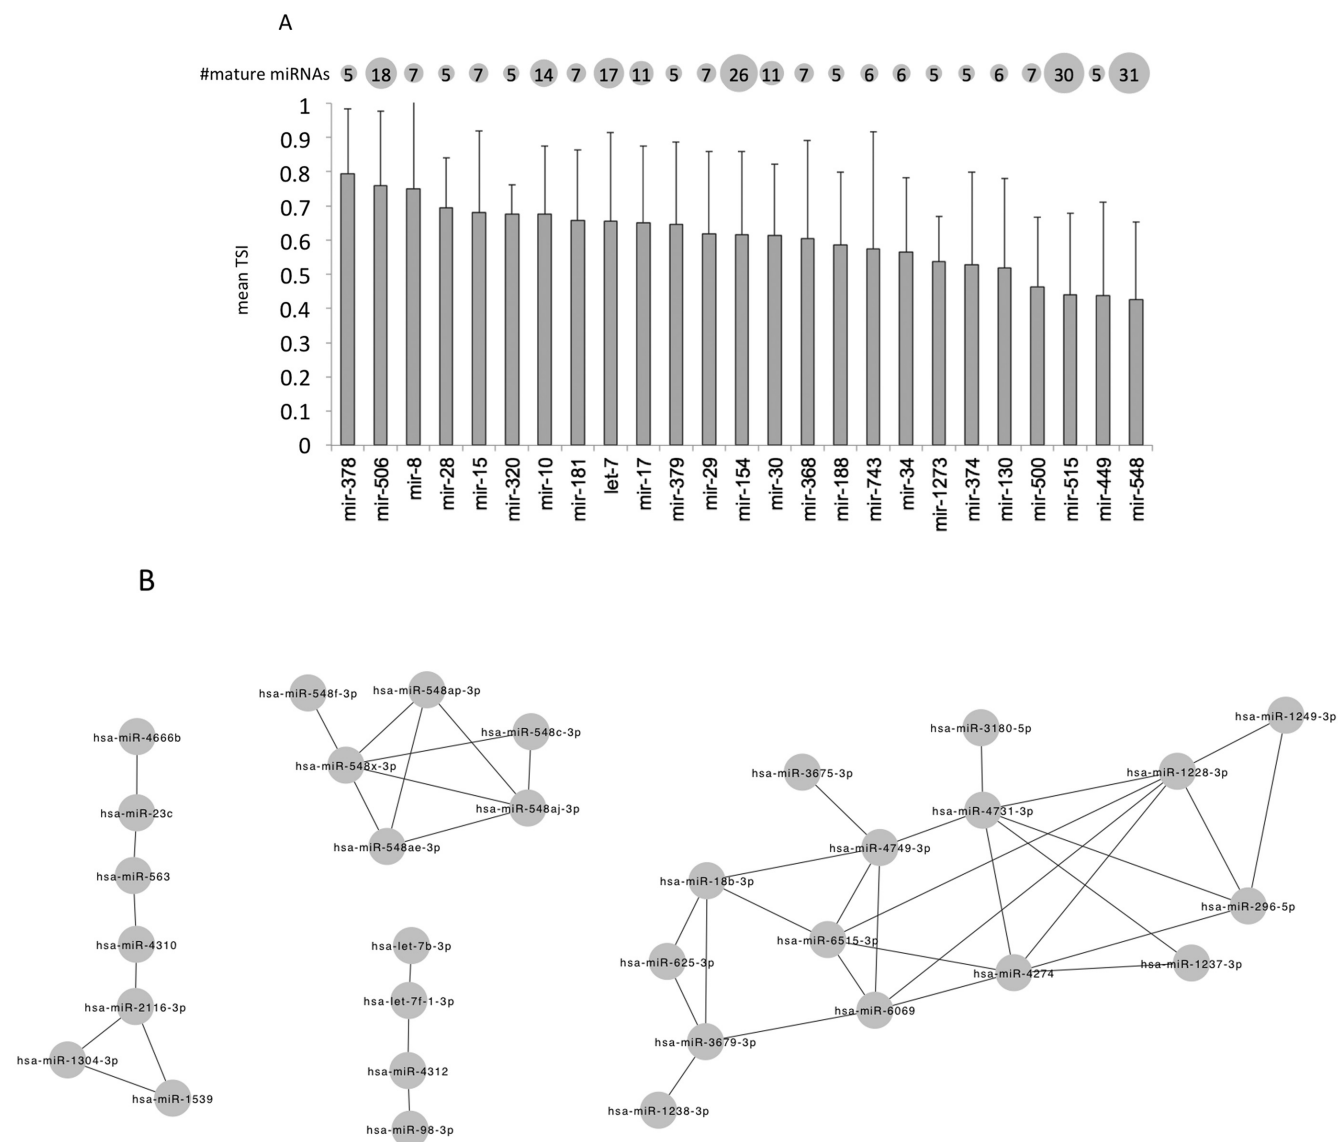 A
#mature miRNAs 5 18 7 5 7 5 14 7 17 11 5 7 26 11 7 5 6 6 5 5 6 7 30 5 31
1
0.9
0.8
0.7
0.6
0.5
0.4
0.3
0.2
0.1
0
mean TSI
mir-378
mir-506
mir-8
mir-28
mir-15
mir-320
mir-10
mir-181
let-7
mir-17
mir-379
mir-29
mir-154
mir-30
mir-368
mir-188
mir-743
mir-34
mir-1273
mir-374
mir-130
mir-500
mir-515
mir-449
mir-548
B
hsa-miR-4666b
hsa-miR-23c
hsa-miR-563
hsa-miR-4310
hsa-miR-2116-3p
hsa-miR-1304-3p
hsa-miR-1539
hsa-miR-548f-3p
hsa-miR-548ap-3p
hsa-miR-548c-3p
hsa-miR-548x-3p
hsa-miR-548aj-3p
hsa-miR-548ae-3p
hsa-let-7b-3p
hsa-let-7f-1-3p
hsa-miR-4312
hsa-miR-98-3p
hsa-miR-1249-3p
hsa-miR-3180-5p
hsa-miR-3675-3p
hsa-miR-1228-3p
hsa-miR-4731-3p
hsa-miR-4749-3p
hsa-miR-18b-3p
hsa-miR-296-5p
hsa-miR-6515-3p
hsa-miR-625-3p
hsa-miR-4274
hsa-miR-1237-3p
hsa-miR-6069
hsa-miR-3679-3p
hsa-miR-1238-3p